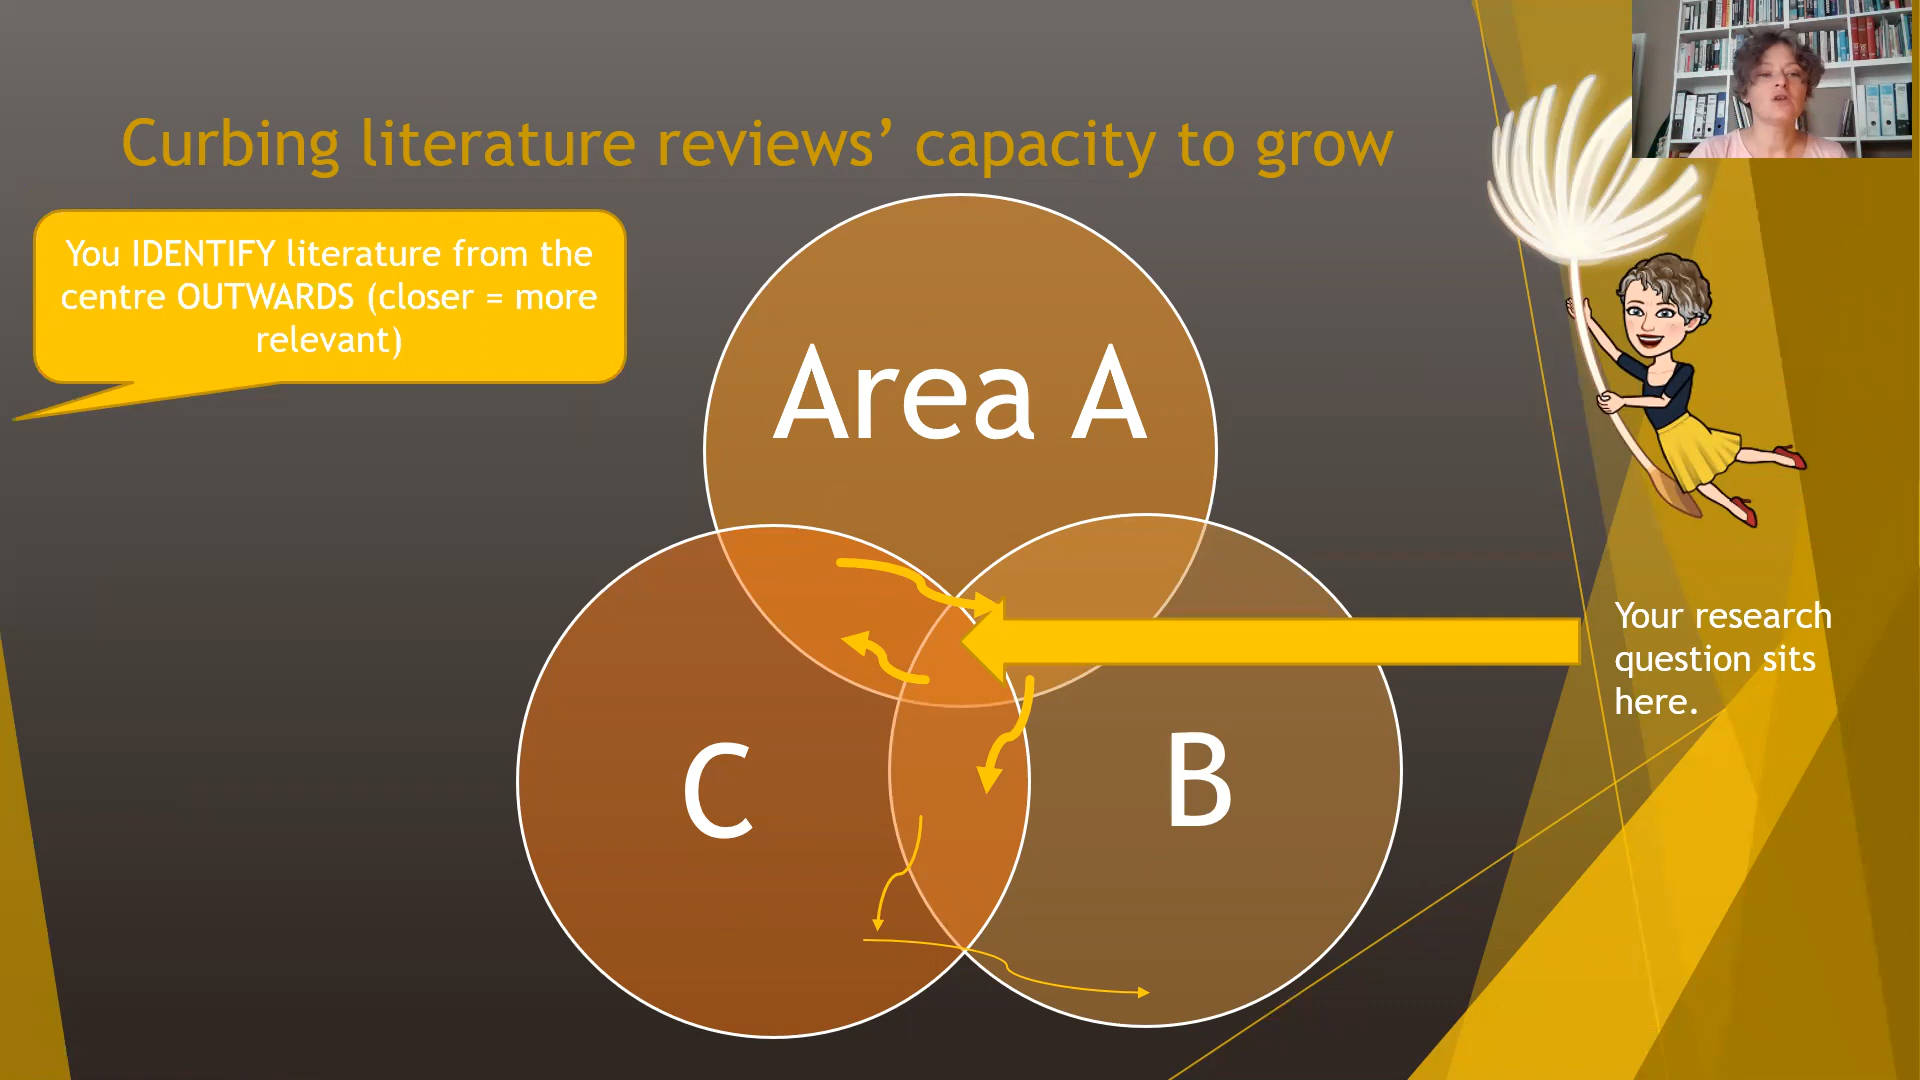 Curbing literature reviews’ capacity to grow
You IDENTIFY literature from the
centre OUTWARDS (closer = more
relevant)
Area A
Your research
question sits
here.
C
B